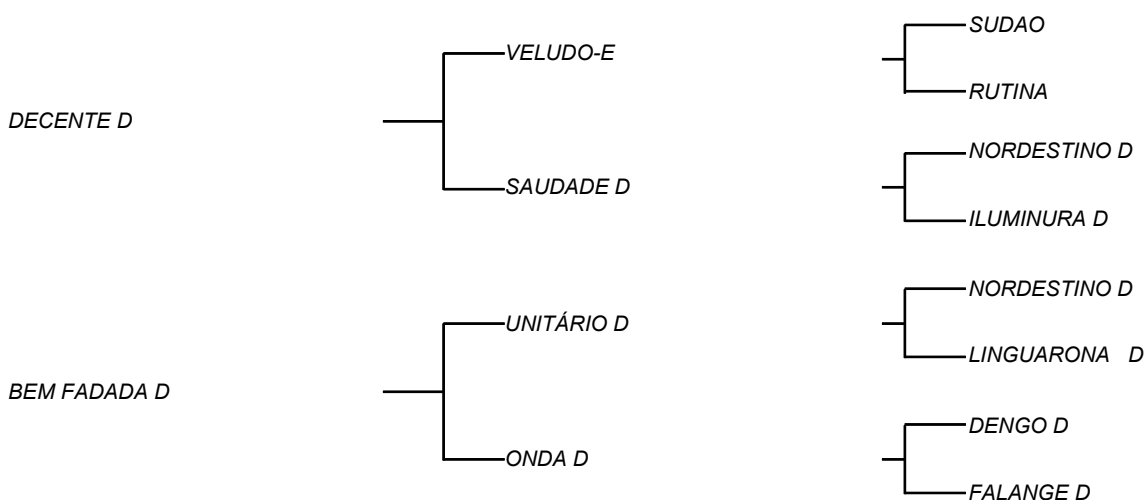 SUDAO
VELUDO-E
RUTINA
DECENTE D
NORDESTINO D
SAUDADE D
ILUMINURA D
NORDESTINO D
UNITÁRIO D
LINGUARONA D
BEM FADADA D
DENGO D
ONDA D
FALANGE D